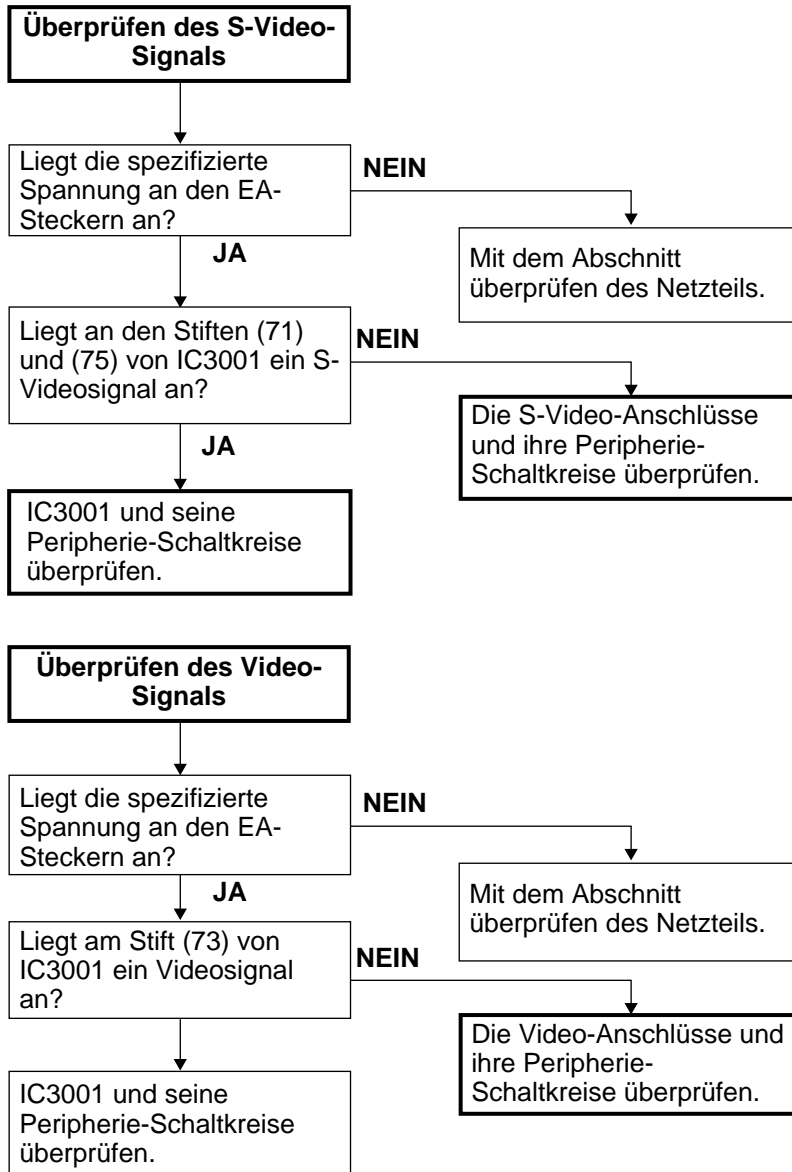 Überprüfen des S-Video-
Signals
Liegt die spezifizierte
Spannung an den EA-
Steckern an?
NEIN
JA
Mit dem Abschnitt
überprüfen des Netzteils.
Liegt an den Stiften (71)
und (75) von IC3001 ein S-
Videosignal an?
NEIN
JA
Die S-Video-Anschlüsse
und ihre Peripherie-
Schaltkreise überprüfen.
IC3001 und seine
Peripherie-Schaltkreise
überprüfen.
Überprüfen des Video-
Signals
Liegt die spezifizierte
Spannung an den EA-
Steckern an?
NEIN
JA
Mit dem Abschnitt
überprüfen des Netzteils.
Liegt am Stift (73) von
IC3001 ein Videosignal
an?
NEIN
Die Video-Anschlüsse und
ihre Peripherie-
Schaltkreise überprüfen.
IC3001 und seine
Peripherie-Schaltkreise
überprüfen.